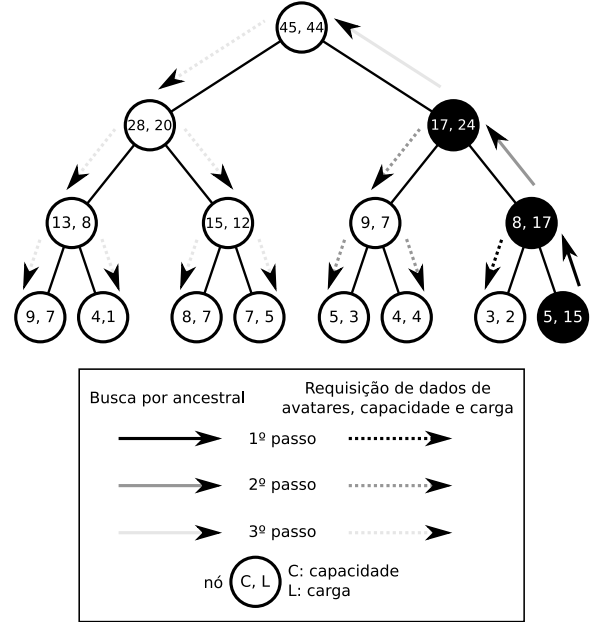 45, 44
28, 20
17, 24
13, 8
15, 12
9, 7
8, 17
9, 7
4,1
8, 7
7, 5
5, 3
4, 4
3, 2
5, 15
Busca por ancestral
Requisição de dados de
avatares, capacidade e carga
1º passo
2º passo
3º passo
nó
C, L
C: capacidade
L: carga